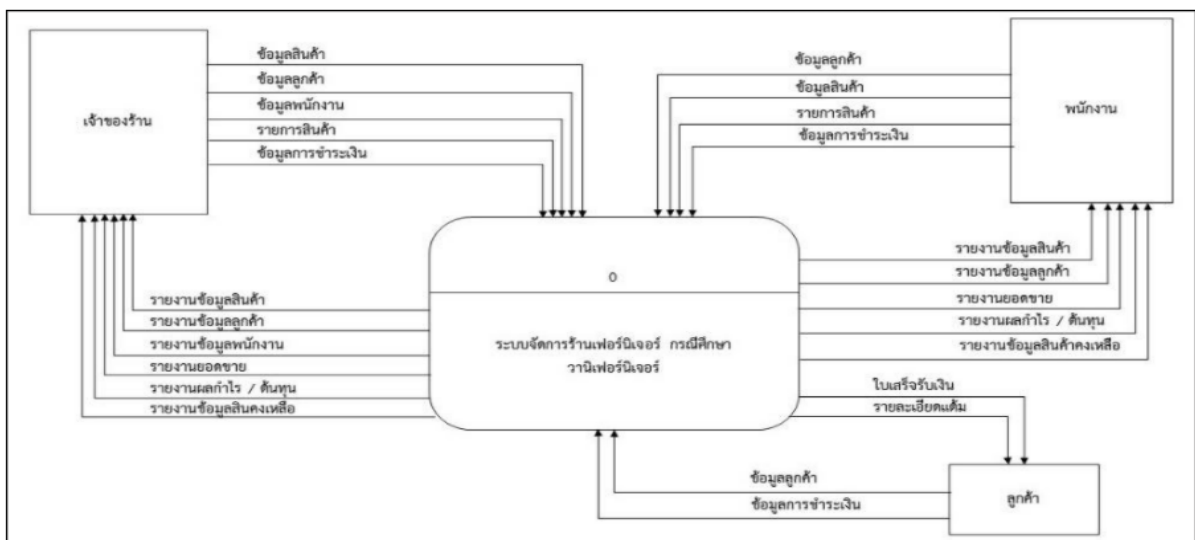 เจ้าของร้าน
ข้อมูลสินค้า
ข้อมูลลูกค้า
ข้อมูลพนักงาน
รายการสินค้า
ข้อมูลการชำระเงิน
ข้อมูลลูกค้า
ข้อมูลสินค้า
รายการสินค้า
ข้อมูลการชำระเงิน
พนักงาน
0
ระบบจัดการร้านเฟอร์นิเจอร์ กรณีศึกษา
วานิเฟอร์นิเจอร์
รายงานข้อมูลสินค้า
รายงานข้อมูลลูกค้า
รายงานข้อมูลพนักงาน
รายงานยอดขาย
รายงานผลกำไร / ต้นทุน
รายงานข้อมูลสินคงเหลือ
รายงานข้อมูลสินค้า
รายงานข้อมูลลูกค้า
รายงานยอดขาย
รายงานผลกำไร / ต้นทุน
รายงานข้อมูลสินค้าคงเหลือ
ใบเสร็จรับเงิน
รายละเอียดแต้ม
ข้อมูลลูกค้า
ข้อมูลการชำระเงิน
ลูกค้า